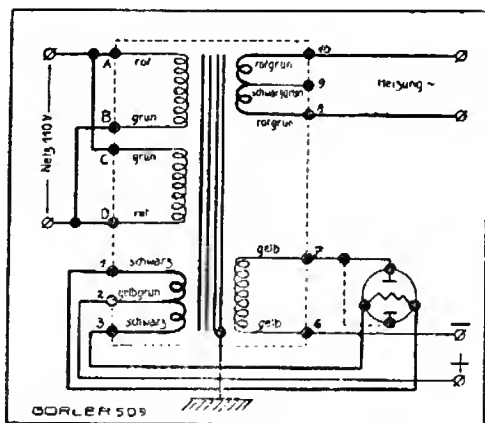 Netz 110 V
A rot
B grün
C grün
D rot
1 schwarz
2 gelbgrün
3 schwarz
rotgrün 10
schwarzgrün 9
rotgrün
Heizung ~
gelb 7
gelb 6
−
+
GÖRLER 509